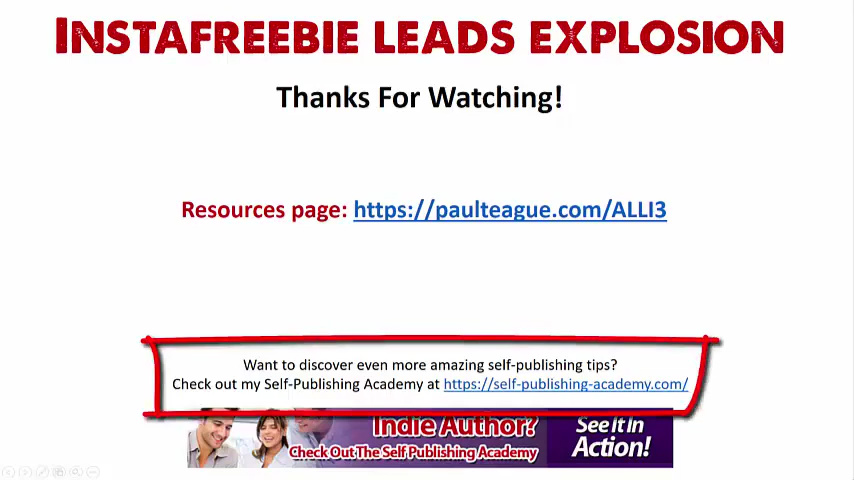 INSTAFREEBIE LEADS EXPLOSION
Thanks For Watching!
Resources page: https://paulteague.com/ALLI3
Want to discover even more amazing self-publishing tips?
Check out my Self-Publishing Academy at https://self-publishing-academy.com/
Indie Author?
Check Out The Self Publishing Academy
See It In
Action!